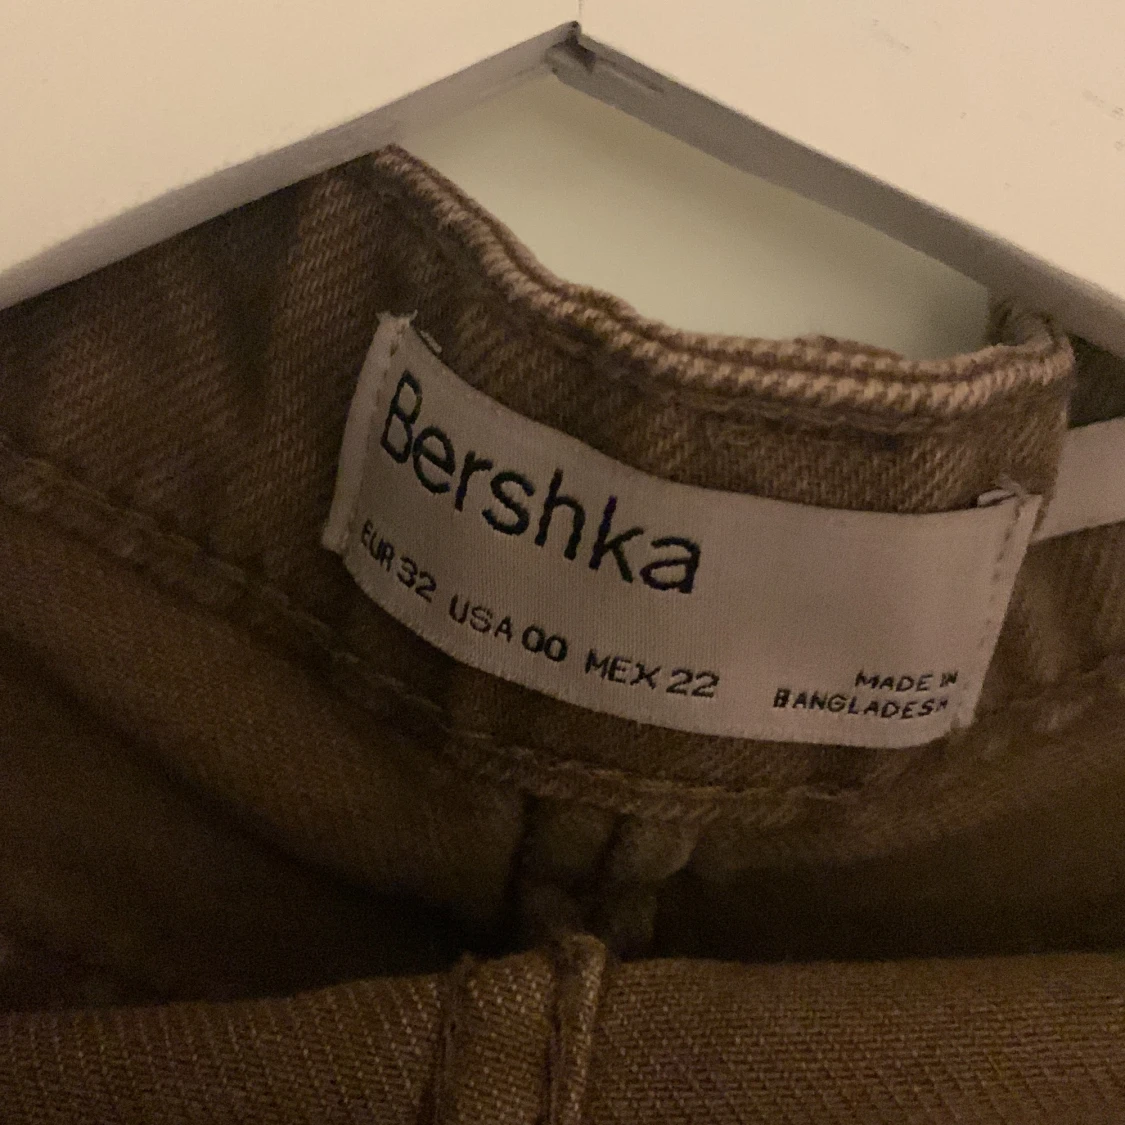 Bershka
EUR 32 USA 00 MEX 22
MADE IN
BANGLADESH